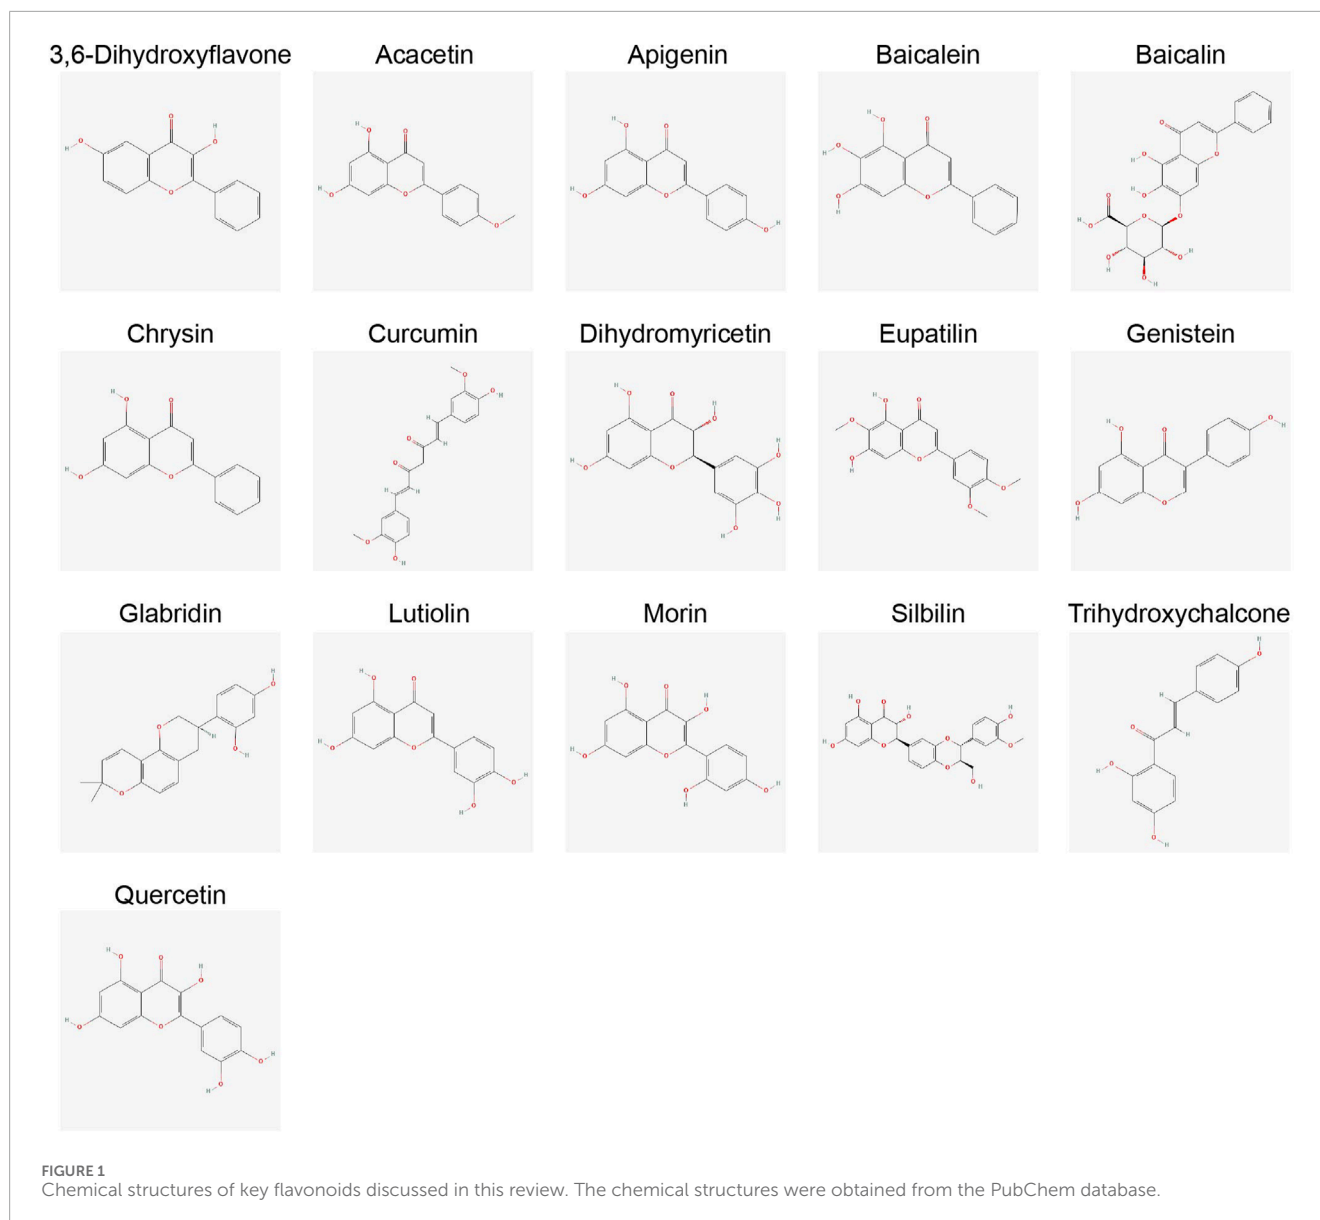 3,6-Dihydroxyflavone Acacetin Apigenin Baicalein Baicalin
Chrysin Curcumin Dihydromyricetin Eupatilin Genistein
Glabridin Lutiolin Morin Silbilin Trihydroxychalcone
Quercetin
FIGURE 1
Chemical structures of key flavonoids discussed in this review. The chemical structures were obtained from the PubChem database.